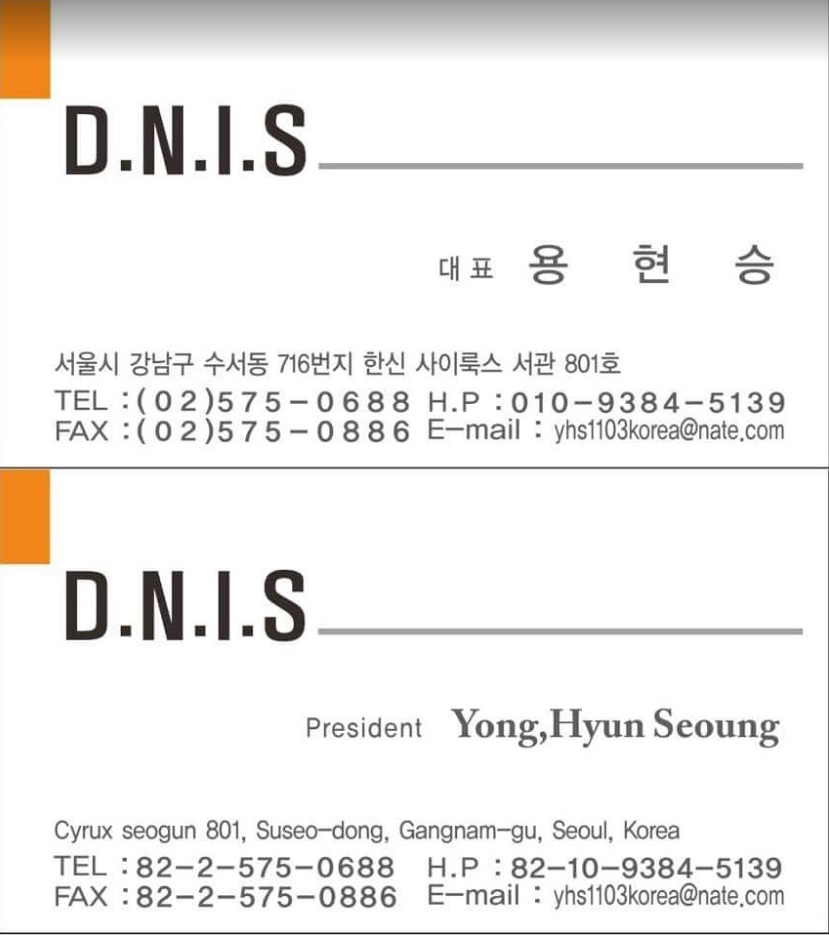 D.N.I.S
대표 용 현 승
서울시 강남구 수서동 716번지 한신 사이룩스 서관 801호
TEL :(02)575-0688 H.P :010-9384-5139
FAX :(02)575-0886 E-mail : yhs1103korea@nate.com
D.N.I.S
President Yong,Hyun Seoung
Cyrux seogun 801, Suseo-dong, Gangnam-gu, Seoul, Korea
TEL :82-2-575-0688 H.P :82-10-9384-5139
FAX :82-2-575-0886 E-mail : yhs1103korea@nate.com